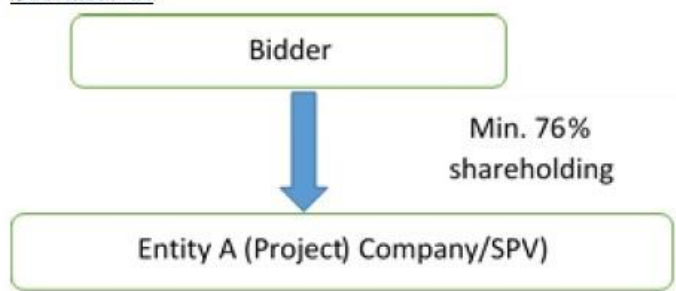 Bidder
Min. 76%
shareholding
Entity A (Project) Company/SPV)